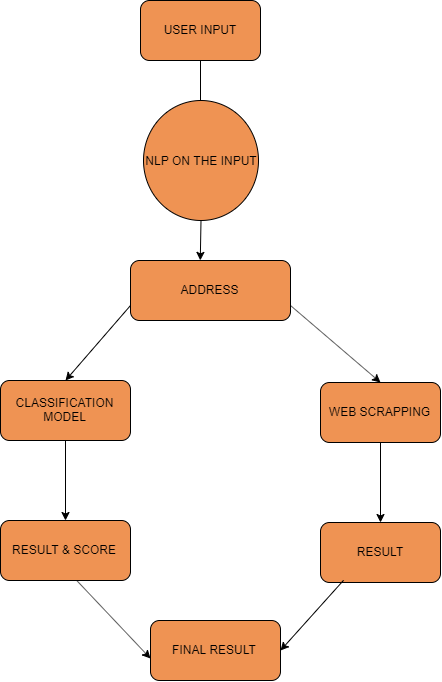 USER INPUT
NLP ON THE INPUT
ADDRESS
CLASSIFICATION
MODEL
WEB SCRAPPING
RESULT & SCORE
RESULT
FINAL RESULT